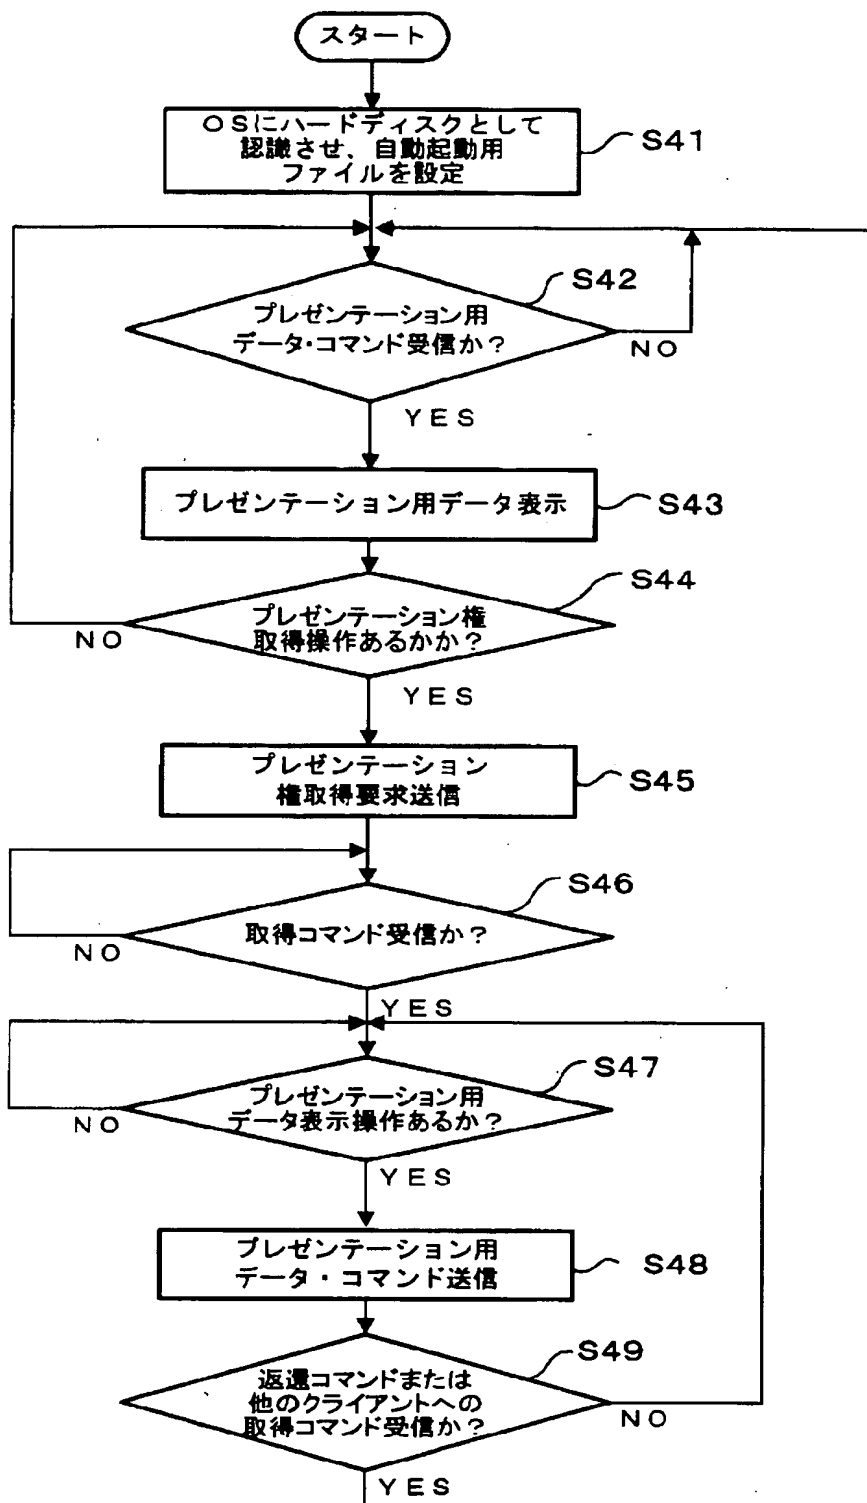 スタート
OSにハードディスクとして
認識させ、自動起動用
ファイルを設定
S41
S42
プレゼンテーション用
データ・コマンド受信か?
NO
YES
プレゼンテーション用データ表示
S43
S44
プレゼンテーション権
取得操作あるかか?
NO
YES
プレゼンテーション
権取得要求送信
S45
S46
取得コマンド受信か?
NO
YES
S47
プレゼンテーション用
データ表示操作あるか?
NO
YES
プレゼンテーション用
データ・コマンド送信
S48
S49
返還コマンドまたは
他のクライアントへの
取得コマンド受信か?
NO
YES